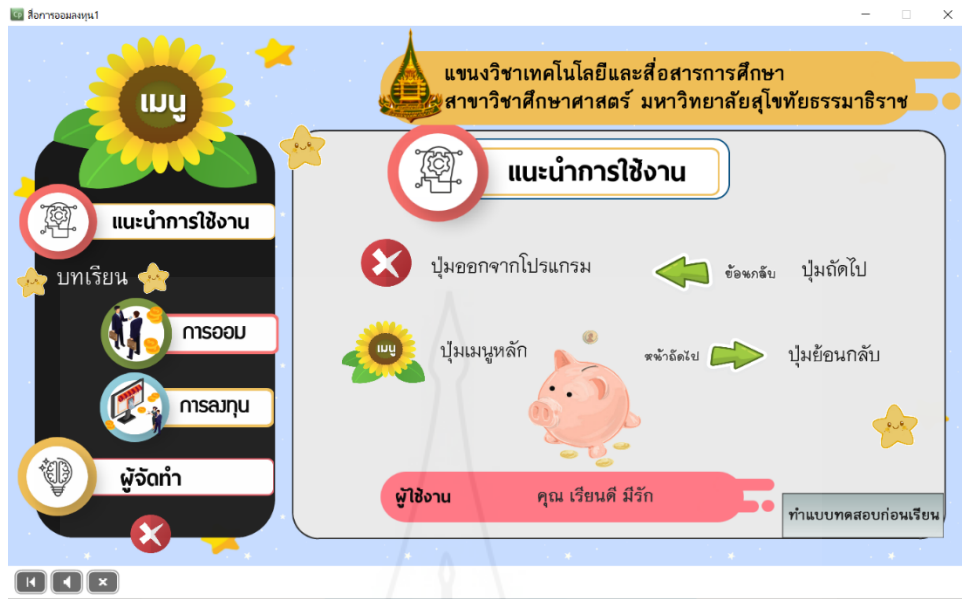 สื่อการออมลงทุน1
แขนงวิชาเทคโนโลยีและสื่อสารการศึกษา
สาขาวิชาศึกษาศาสตร์ มหาวิทยาลัยสุโขทัยธรรมาธิราช
เมนู
แนะนำการใช้งาน
บทเรียน
การออม
การลงทุน
ผู้จัดทำ
แนะนำการใช้งาน
ปุ่มออกจากโปรแกรม
ย้อนกลับ ปุ่มถัดไป
เมนู ปุ่มเมนูหลัก
หน้าถัดไป ปุ่มย้อนกลับ
ผู้ใช้งาน คุณ เรียนดี มีรัก
ทำแบบทดสอบก่อนเรียน